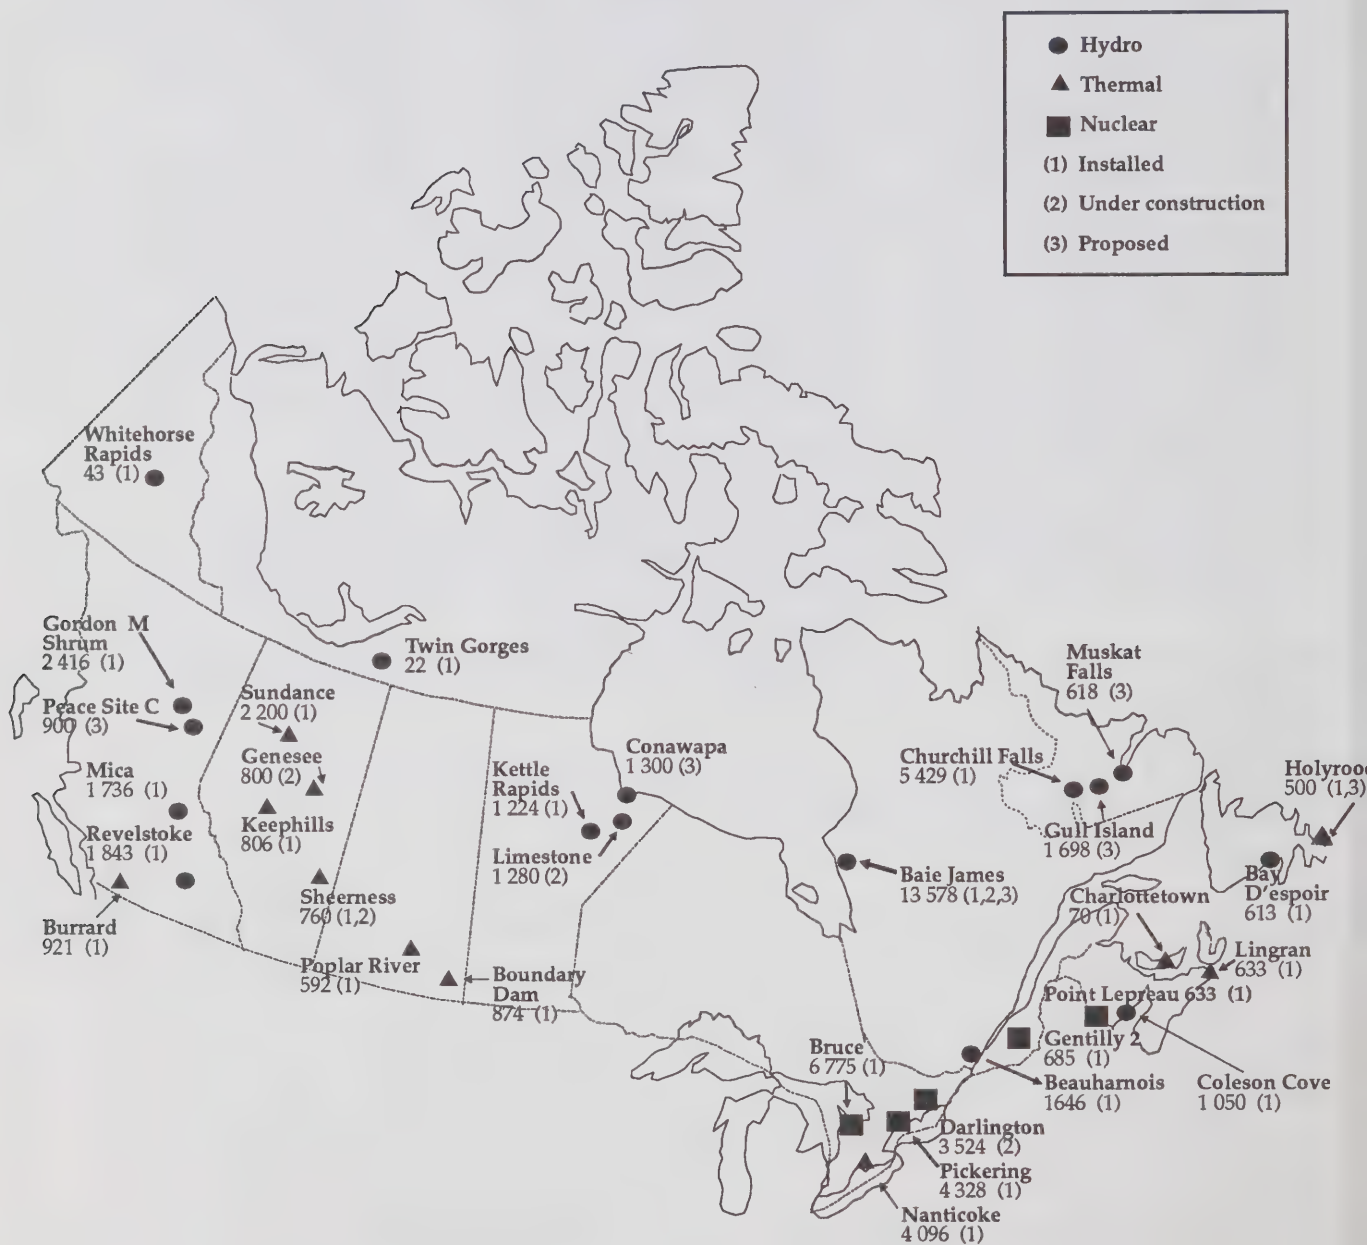 Hydro
Thermal
Nuclear
(1) Installed
(2) Under construction
(3) Proposed
Whitehorse
Rapids
43 (1)
Gordon M
Shrum
2 416 (1)
Peace Site C
900 (3)
Mica
1 736 (1)
Revelstoke
1 843 (1)
Burrard
921 (1)
Twin Gorges
22 (1)
Sundance
2 200 (1)
Genesee
800 (2)
Keephills
806 (1)
Sheerness
760 (1,2)
Poplar River
592 (1)
Boundary
Dam
874 (1)
Kettle
Rapids
1 224 (1)
Limestone
1 280 (2)
Conawapa
1 300 (3)
Muskat
Falls
618 (3)
Churchill Falls
5 429 (1)
Gull Island
1 698 (3)
Baie James
13 578 (1,2,3)
Holyrood
500 (1,3)
Bay
D'espoir
613 (1)
Charlottetown
70 (1)
Lingran
633 (1)
Point Lepreau 633 (1)
Gentilly 2
685 (1)
Beauharnois
1646 (1)
Coleson Cove
1 050 (1)
Bruce
6 775 (1)
Darlington
3 524 (2)
Pickering
4 328 (1)
Nanticoke
4 096 (1)